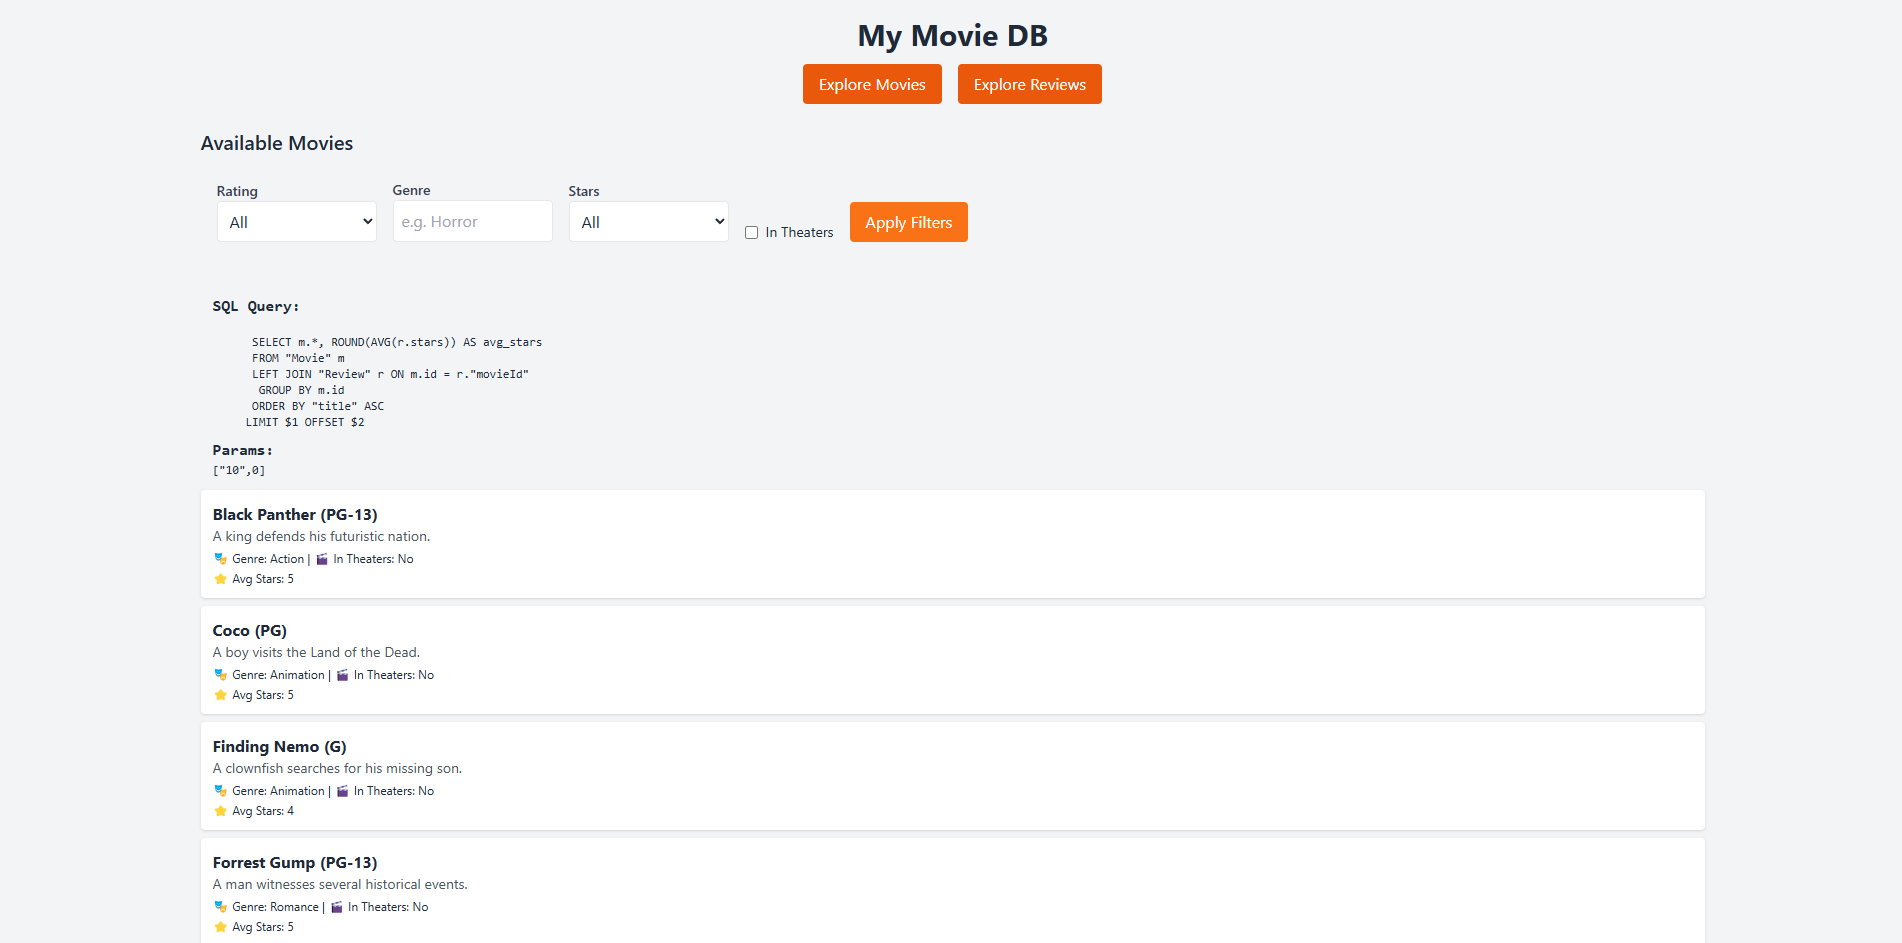 My Movie DB
Explore Movies Explore Reviews
Available Movies
Rating Genre Stars
All e.g. Horror All In Theaters Apply Filters
SQL Query:
SELECT m.*, ROUND(AVG(r.stars)) AS avg_stars
FROM "Movie" m
LEFT JOIN "Review" r ON m.id = r."movieId"
GROUP BY m.id
ORDER BY "title" ASC
LIMIT $1 OFFSET $2
Params:
["10",0]
Black Panther (PG-13)
A king defends his futuristic nation.
🎭 Genre: Action | 🎬 In Theaters: No
⭐ Avg Stars: 5
Coco (PG)
A boy visits the Land of the Dead.
🎭 Genre: Animation | 🎬 In Theaters: No
⭐ Avg Stars: 5
Finding Nemo (G)
A clownfish searches for his missing son.
🎭 Genre: Animation | 🎬 In Theaters: No
⭐ Avg Stars: 4
Forrest Gump (PG-13)
A man witnesses several historical events.
🎭 Genre: Romance | 🎬 In Theaters: No
⭐ Avg Stars: 5